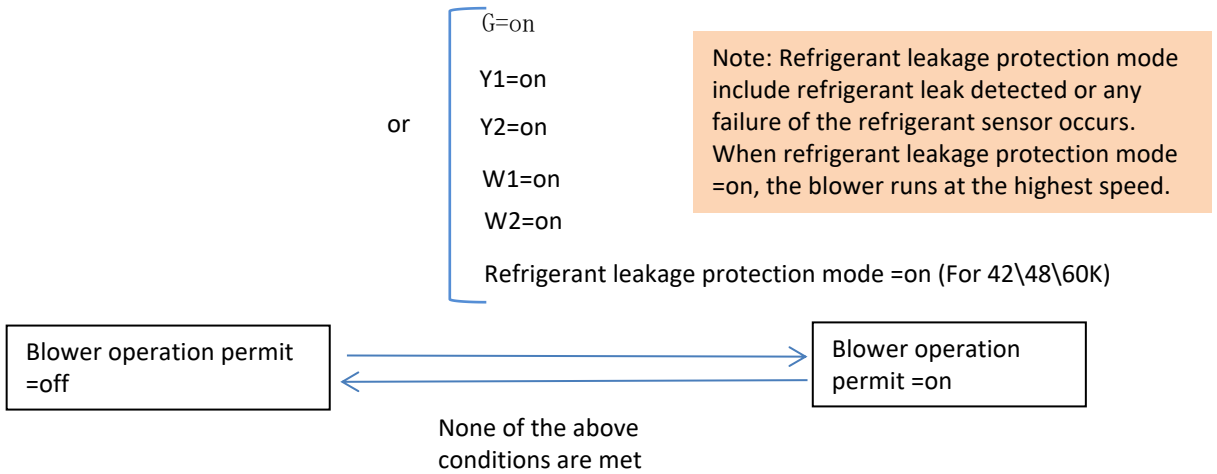 G=on
Y1=on
or
Y2=on
W1=on
W2=on
Refrigerant leakage protection mode =on (For 42\48\60K)
Note: Refrigerant leakage protection mode
include refrigerant leak detected or any
failure of the refrigerant sensor occurs.
When refrigerant leakage protection mode
=on, the blower runs at the highest speed.
Blower operation permit
=off
Blower operation
permit =on
None of the above
conditions are met